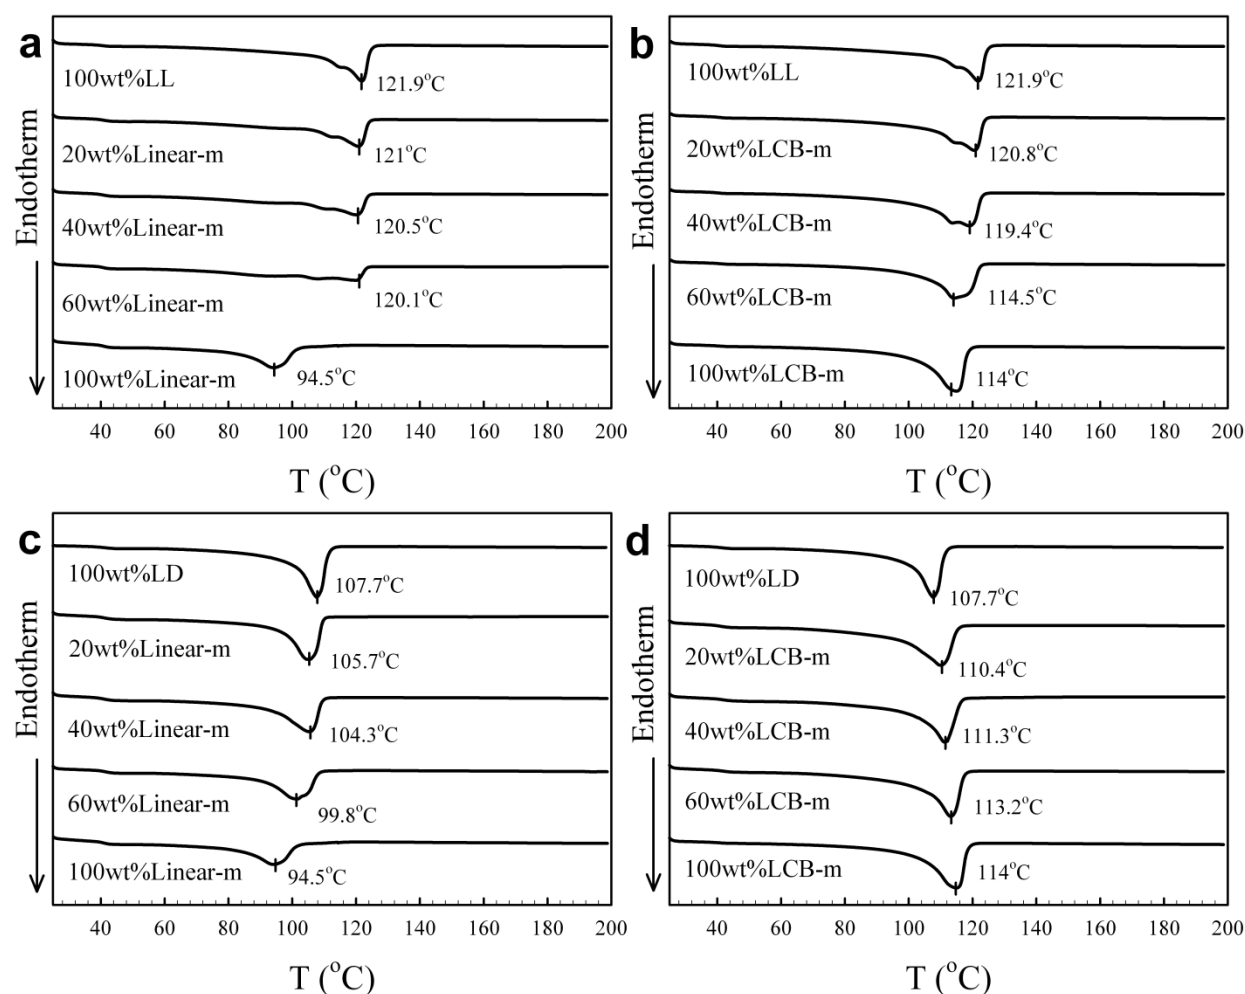 a
100wt%LL
121.9°C
20wt%Linear-m
121°C
40wt%Linear-m
120.5°C
60wt%Linear-m
120.1°C
100wt%Linear-m
94.5°C
Endotherm
40 60 80 100 120 140 160 180 200
T (°C)
b
100wt%LL
121.9°C
20wt%LCB-m
120.8°C
40wt%LCB-m
119.4°C
60wt%LCB-m
114.5°C
100wt%LCB-m
114°C
Endotherm
40 60 80 100 120 140 160 180 200
T (°C)
c
100wt%LD
107.7°C
20wt%Linear-m
105.7°C
40wt%Linear-m
104.3°C
60wt%Linear-m
99.8°C
100wt%Linear-m
94.5°C
Endotherm
40 60 80 100 120 140 160 180 200
T (°C)
d
100wt%LD
107.7°C
20wt%LCB-m
110.4°C
40wt%LCB-m
111.3°C
60wt%LCB-m
113.2°C
100wt%LCB-m
114°C
Endotherm
40 60 80 100 120 140 160 180 200
T (°C)